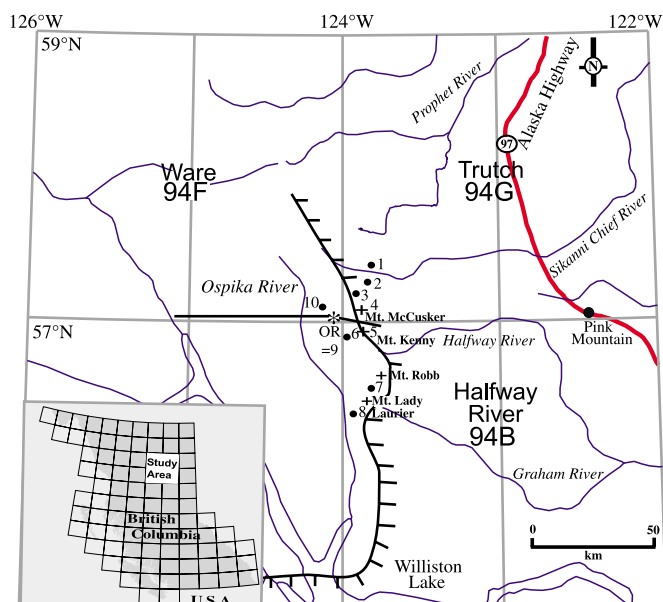 126°W
124°W
122°W
59°N
N
Prophet River
Alaska Highway
97
Ware
94F
Trutch
94G
Sikanni Chief River
1
2
Ospika River
3
10
4
Mt. McCusker
57°N
OR
=9
6
5
Mt. Kenny
Halfway River
Pink
Mountain
Mt. Robb
7
Mt. Lady
Laurier
8
Halfway
River
94B
Graham River
Study
Area
British
Columbia
U.S.A
0
50
km
Williston
Lake